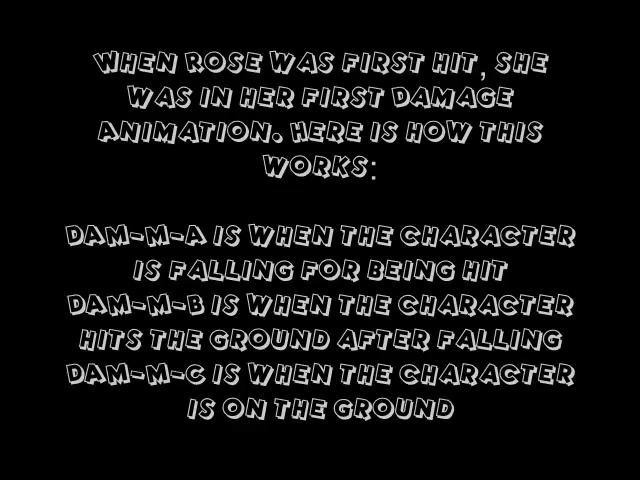 WHEN ROSE WAS FIRST HIT, SHE
WAS IN HER FIRST DAMAGE
ANIMATION. HERE IS HOW THIS
WORKS:
DAM-M-A IS WHEN THE CHARACTER
IS FALLING FOR BEING HIT
DAM-M-B IS WHEN THE CHARACTER
HITS THE GROUND AFTER FALLING
DAM-M-C IS WHEN THE CHARACTER
IS ON THE GROUND